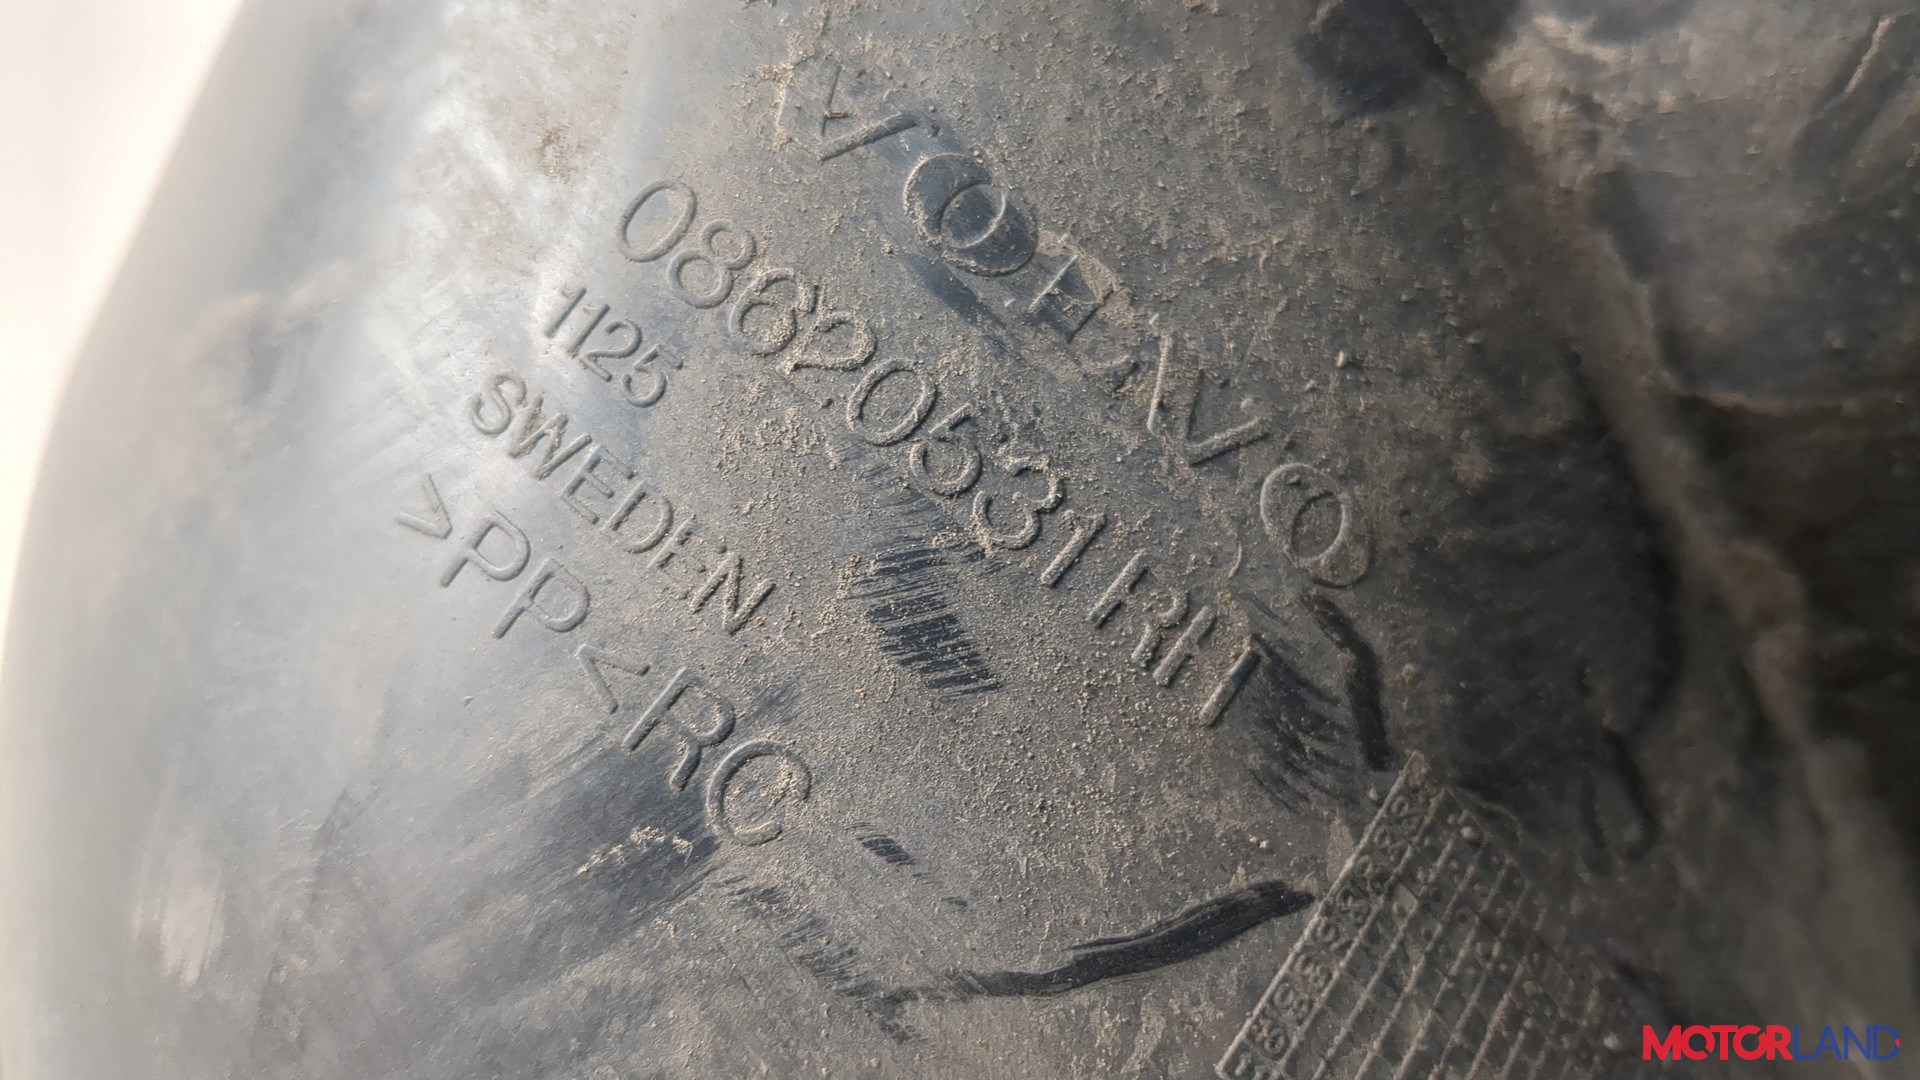 VOLVO
08620531 RH
1125
SWEDEN
>PP<RC
MOTORLAND